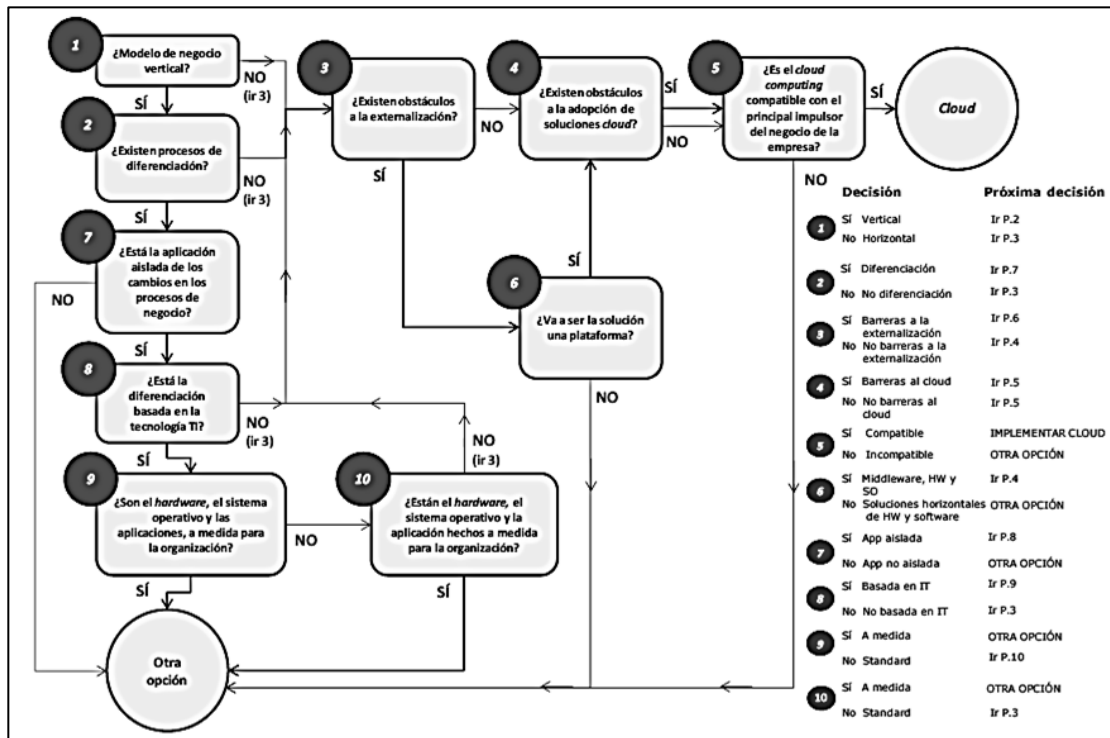 1
¿Modelo de negocio
vertical?
NO
(ir 3)
SÍ
2
¿Existen procesos de
diferenciación?
NO
(ir 3)
SÍ
7
¿Está la aplicación
aislada de los
cambios en los
procesos de
negocio?
NO
SÍ
8
¿Está la
diferenciación
basada en la
tecnología TI?
NO
(ir 3)
SÍ
9
¿Son el hardware, el sistema
operativo y las
aplicaciones, a medida para
la organización?
NO
SÍ
10
¿Están el hardware, el
sistema operativo y la
aplicación hechos a medida
para la organización?
NO
(ir 3)
SÍ
Otra
opción
3
¿Existen obstáculos
a la externalización?
NO
SÍ
4
¿Existen obstáculos
a la adopción de
soluciones cloud?
SÍ
NO
5
¿Es el cloud
computing
compatible con el
principal impulsor
del negocio de la
empresa?
SÍ
NO
Cloud
6
¿Va a ser la solución
una plataforma?
SÍ
NO
Decisión Próxima decisión
1 Sí Vertical Ir P.2
No Horizontal Ir P.3
2 Sí Diferenciación Ir P.7
No No diferenciación Ir P.3
3 Sí Barreras a la Ir P.6
externalización
No No barreras a la Ir P.4
externalización
4 Sí Barreras al cloud Ir P.5
No No barreras al Ir P.5
cloud
5 Sí Compatible IMPLEMENTAR CLOUD
No Incompatible OTRA OPCIÓN
6 Sí Middleware, HW y Ir P.4
SO
No Soluciones horizontales OTRA OPCIÓN
de HW y software
7 Sí App aislada Ir P.8
No App no aislada OTRA OPCIÓN
8 Sí Basada en IT Ir P.9
No No basada en IT Ir P.3
9 Sí A medida OTRA OPCIÓN
No Standard Ir P.10
10 Sí A medida OTRA OPCIÓN
No Standard Ir P.3